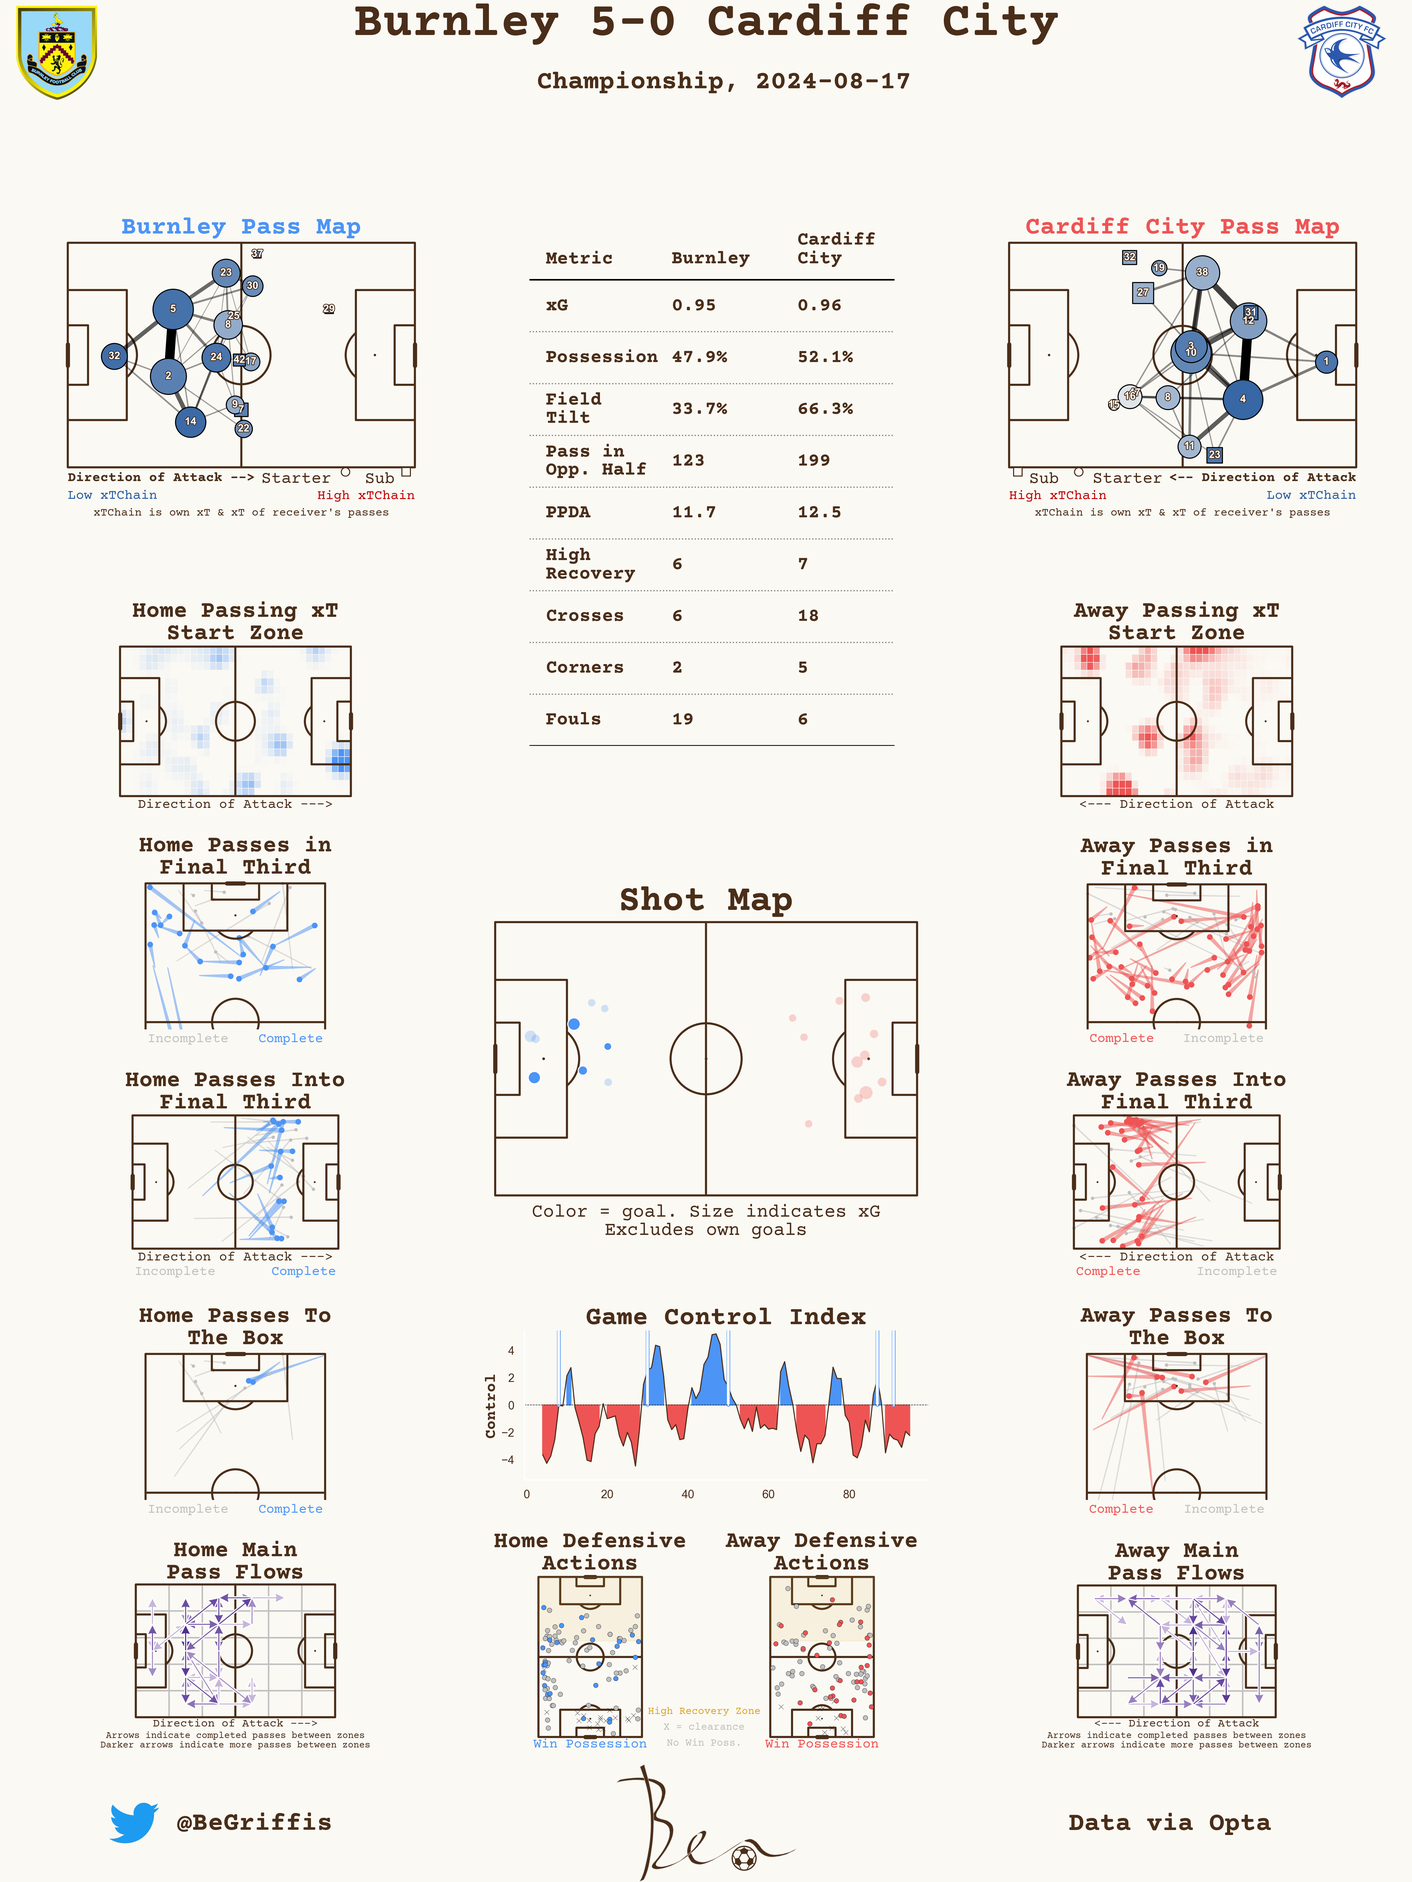 Burnley 5-0 Cardiff City
Championship, 2024-08-17
BURNLEY FOOTBALL CLUB
CARDIFF CITY FC
Burnley Pass Map
37
23
30
5
29
25
8
32
24
42
17
2
9
7
14
22
Direction of Attack --> Starter Sub
Low xTChain High xTChain
xTChain is own xT & xT of receiver's passes
Metric Burnley Cardiff City
xG 0.95 0.96
Possession 47.9% 52.1%
Field Tilt 33.7% 66.3%
Pass in Opp. Half 123 199
PPDA 11.7 12.5
High Recovery 6 7
Crosses 6 18
Corners 2 5
Fouls 19 6
Cardiff City Pass Map
32
19
38
27
31
12
3
10
1
16
15
8
4
11
23
Sub Starter <-- Direction of Attack
High xTChain Low xTChain
xTChain is own xT & xT of receiver's passes
Home Passing xT
Start Zone
Direction of Attack --->
Away Passing xT
Start Zone
<--- Direction of Attack
Home Passes in
Final Third
Incomplete Complete
Away Passes in
Final Third
Complete Incomplete
Shot Map
Color = goal. Size indicates xG
Excludes own goals
Home Passes Into
Final Third
Direction of Attack --->
Incomplete Complete
Away Passes Into
Final Third
<--- Direction of Attack
Complete Incomplete
Home Passes To
The Box
Incomplete Complete
Game Control Index
Control
4
2
0
−2
−4
0 20 40 60 80
Away Passes To
The Box
Complete Incomplete
Home Main
Pass Flows
Direction of Attack --->
Arrows indicate completed passes between zones
Darker arrows indicate more passes between zones
Home Defensive
Actions
Win Possession
High Recovery Zone
X = clearance
No Win Poss.
Away Defensive
Actions
Win Possession
Away Main
Pass Flows
<--- Direction of Attack
Arrows indicate completed passes between zones
Darker arrows indicate more passes between zones
@BeGriffis
Ben
Data via Opta